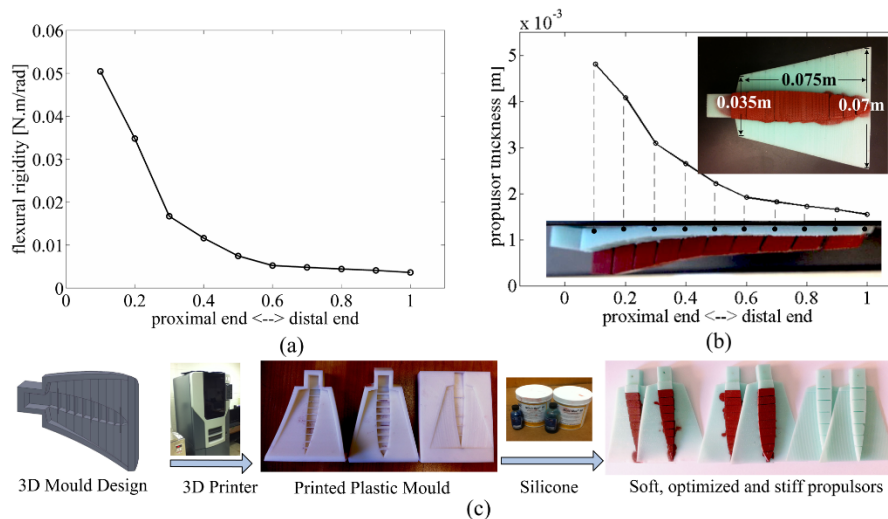 0.06
0.05
0.04
0.03
0.02
0.01
0
flexural rigidity [N.m/rad]
0 0.2 0.4 0.6 0.8 1
proximal end <--> distal end
(a)
x 10⁻³
5
4
3
2
1
0
propulsor thickness [m]
0.075m
0.035m
0.07m
0 0.2 0.4 0.6 0.8 1
proximal end <--> distal end
(b)
3D Mould Design
3D Printer
Printed Plastic Mould
Silicone
Soft, optimized and stiff propulsors
(c)